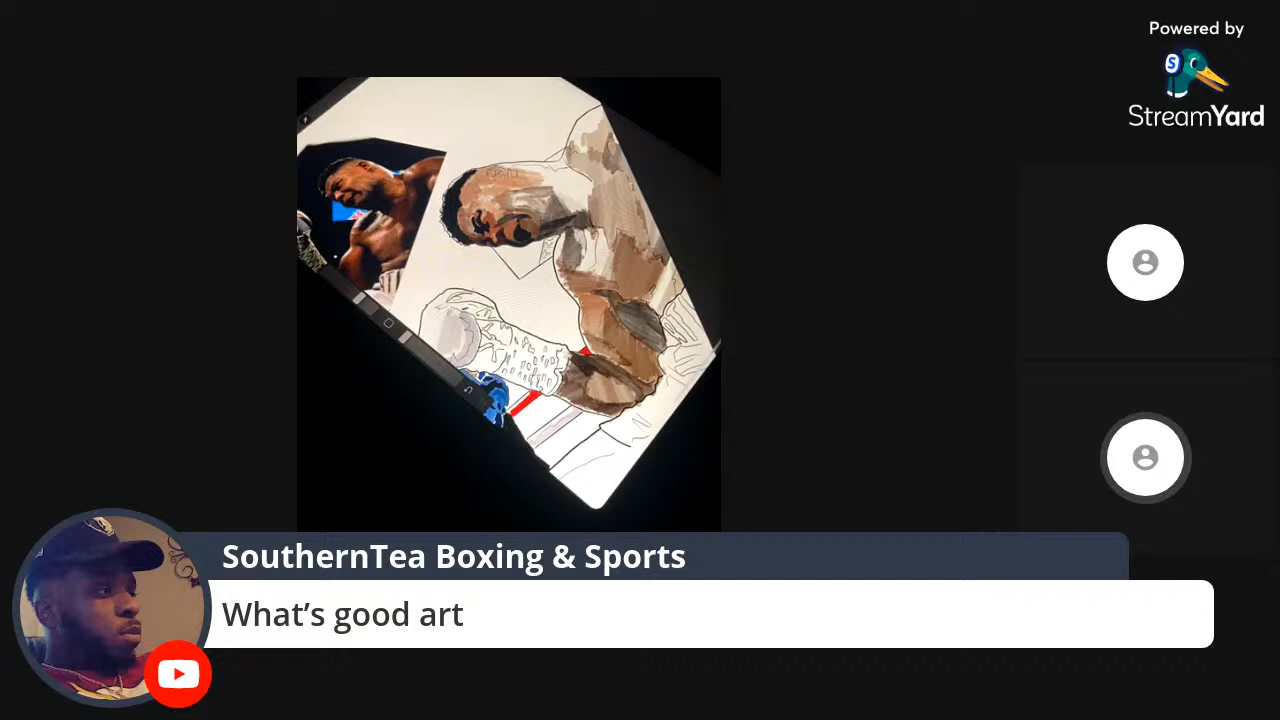 Powered by
S
StreamYard
SouthernTea Boxing & Sports
What’s good art